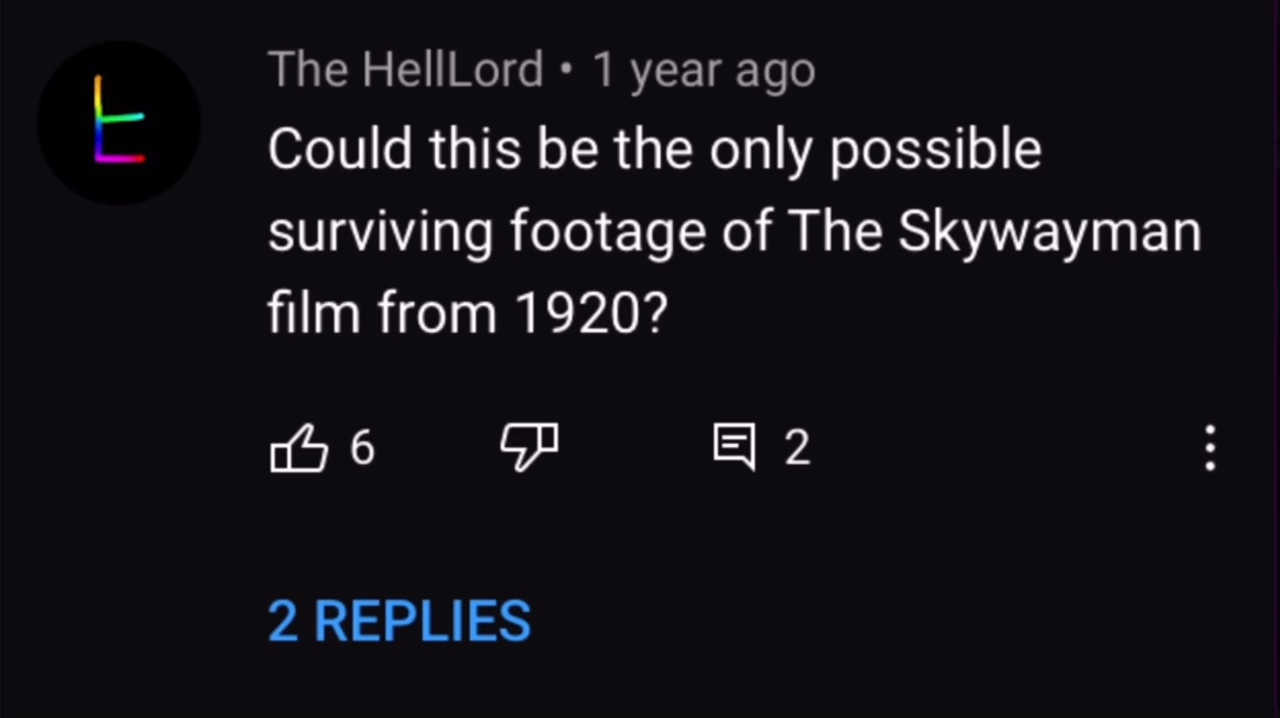 The HellLord • 1 year ago
Could this be the only possible
surviving footage of The Skywayman
film from 1920?
6 2
2 REPLIES